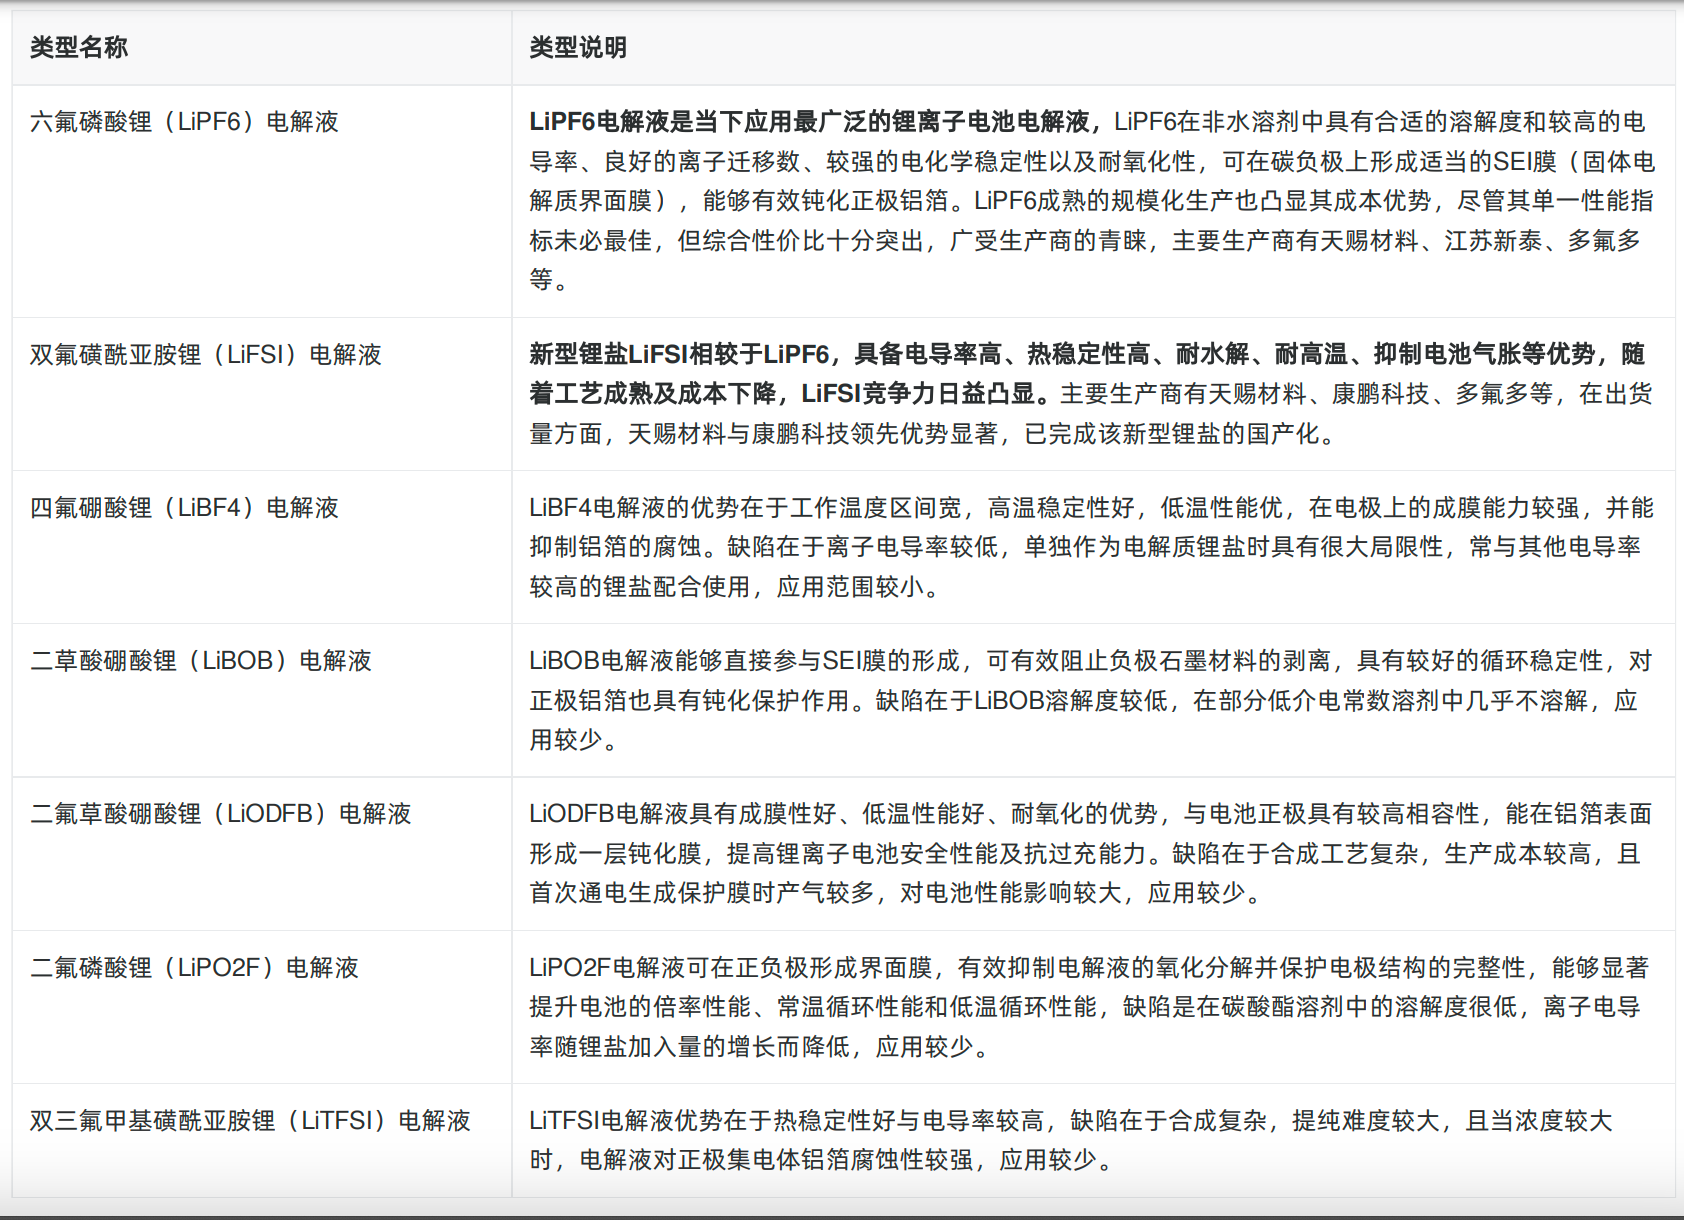 类型名称
类型说明
六氟磷酸锂（LiPF6）电解液
LiPF6电解液是当下应用最广泛的锂离子电池电解液，LiPF6在非水溶剂中具有合适的溶解度和较高的电
导率、良好的离子迁移数、较强的电化学稳定性以及耐氧化性，可在碳负极上形成适当的SEI膜（固体电
解质界面膜），能够有效钝化正极铝箔。LiPF6成熟的规模化生产也凸显其成本优势，尽管其单一性能指
标未必最佳，但综合性价比十分突出，广受生产商的青睐，主要生产商有天赐材料、江苏新泰、多氟多
等。
双氟磺酰亚胺锂（LiFSI）电解液
新型锂盐LiFSI相较于LiPF6，具备电导率高、热稳定性高、耐水解、耐高温、抑制电池气胀等优势，随
着工艺成熟及成本下降，LiFSI竞争力日益凸显。主要生产商有天赐材料、康鹏科技、多氟多等，在出货
量方面，天赐材料与康鹏科技领先优势显著，已完成该新型锂盐的国产化。
四氟硼酸锂（LiBF4）电解液
LiBF4电解液的优势在于工作温度区间宽，高温稳定性好，低温性能优，在电极上的成膜能力较强，并能
抑制铝箔的腐蚀。缺陷在于离子电导率较低，单独作为电解质锂盐时具有很大局限性，常与其他电导率
较高的锂盐配合使用，应用范围较小。
二草酸硼酸锂（LiBOB）电解液
LiBOB电解液能够直接参与SEI膜的形成，可有效阻止负极石墨材料的剥离，具有较好的循环稳定性，对
正极铝箔也具有钝化保护作用。缺陷在于LiBOB溶解度较低，在部分低介电常数溶剂中几乎不溶解，应
用较少。
二氟草酸硼酸锂（LiODFB）电解液
LiODFB电解液具有成膜性好、低温性能好、耐氧化的优势，与电池正极具有较高相容性，能在铝箔表面
形成一层钝化膜，提高锂离子电池安全性能及抗过充能力。缺陷在于合成工艺复杂，生产成本较高，且
首次通电生成保护膜时产气较多，对电池性能影响较大，应用较少。
二氟磷酸锂（LiPO2F）电解液
LiPO2F电解液可在正负极形成界面膜，有效抑制电解液的氧化分解并保护电极结构的完整性，能够显著
提升电池的倍率性能、常温循环性能和低温循环性能，缺陷是在碳酸酯溶剂中的溶解度很低，离子电导
率随锂盐加入量的增长而降低，应用较少。
双三氟甲基磺酰亚胺锂（LiTFSI）电解液
LiTFSI电解液优势在于热稳定性好与电导率较高，缺陷在于合成复杂，提纯难度较大，且当浓度较大
时，电解液对正极集电体铝箔腐蚀性较强，应用较少。